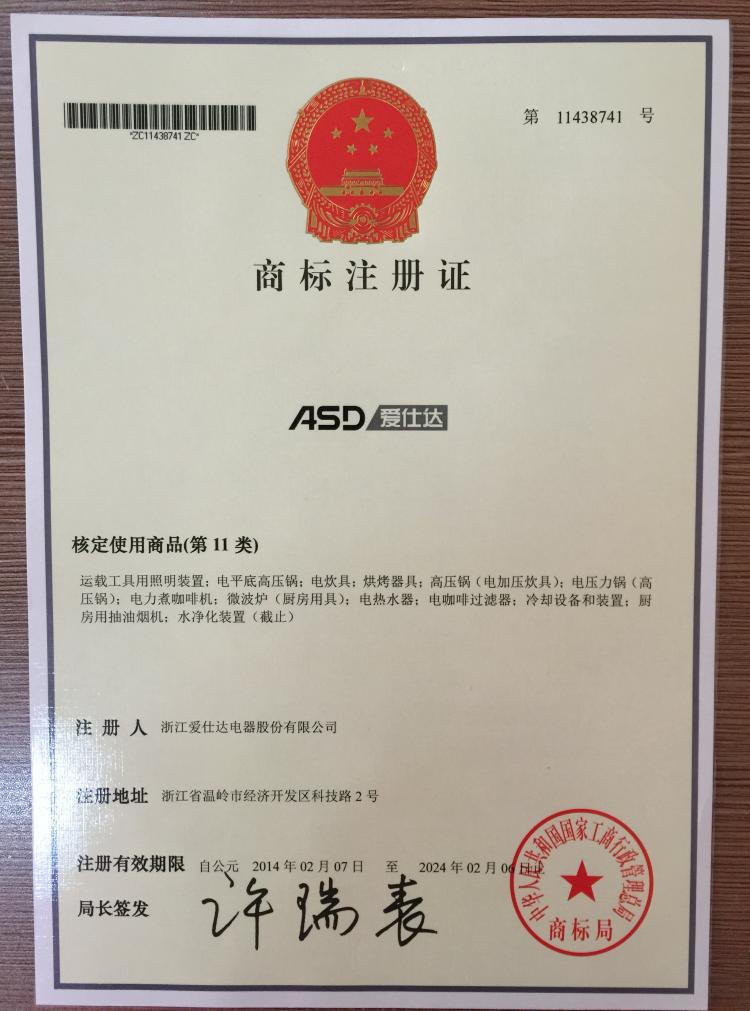 *ZC11438741ZC*
第 11438741 号
商标注册证
ASD 爱仕达
核定使用商品(第 11 类)
运载工具用照明装置；电平底高压锅；电炊具；烘烤器具；高压锅（电加压炊具）；电压力锅（高
压锅）；电力煮咖啡机；微波炉（厨房用具）；电热水器；电咖啡过滤器；冷却设备和装置；厨
房用抽油烟机；水净化装置（截止）
注 册 人 浙江爱仕达电器股份有限公司
注册地址 浙江省温岭市经济开发区科技路 2 号
注册有效期限 自公元 2014 年 02 月 07 日 至 2024 年 02 月 06 日止
局长签发 许瑞表
中华人民共和国国家工商行政管理总局
商标局